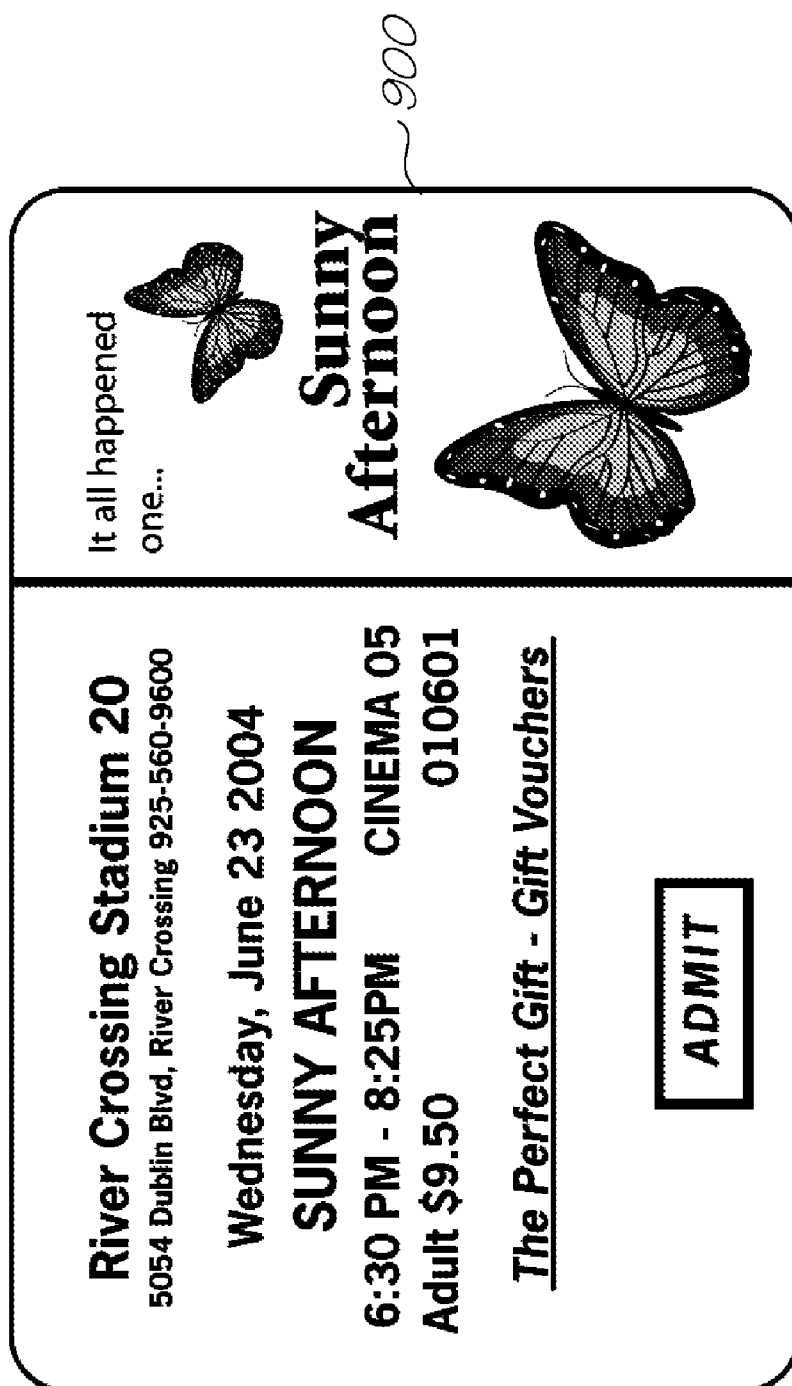 River Crossing Stadium 20
5054 Dublin Blvd, River Crossing 925-560-9600
Wednesday, June 23 2004
SUNNY AFTERNOON
6:30 PM - 8:25PM CINEMA 05
Adult $9.50 010601
The Perfect Gift - Gift Vouchers
ADMIT
It all happened
one...
Sunny
Afternoon
900